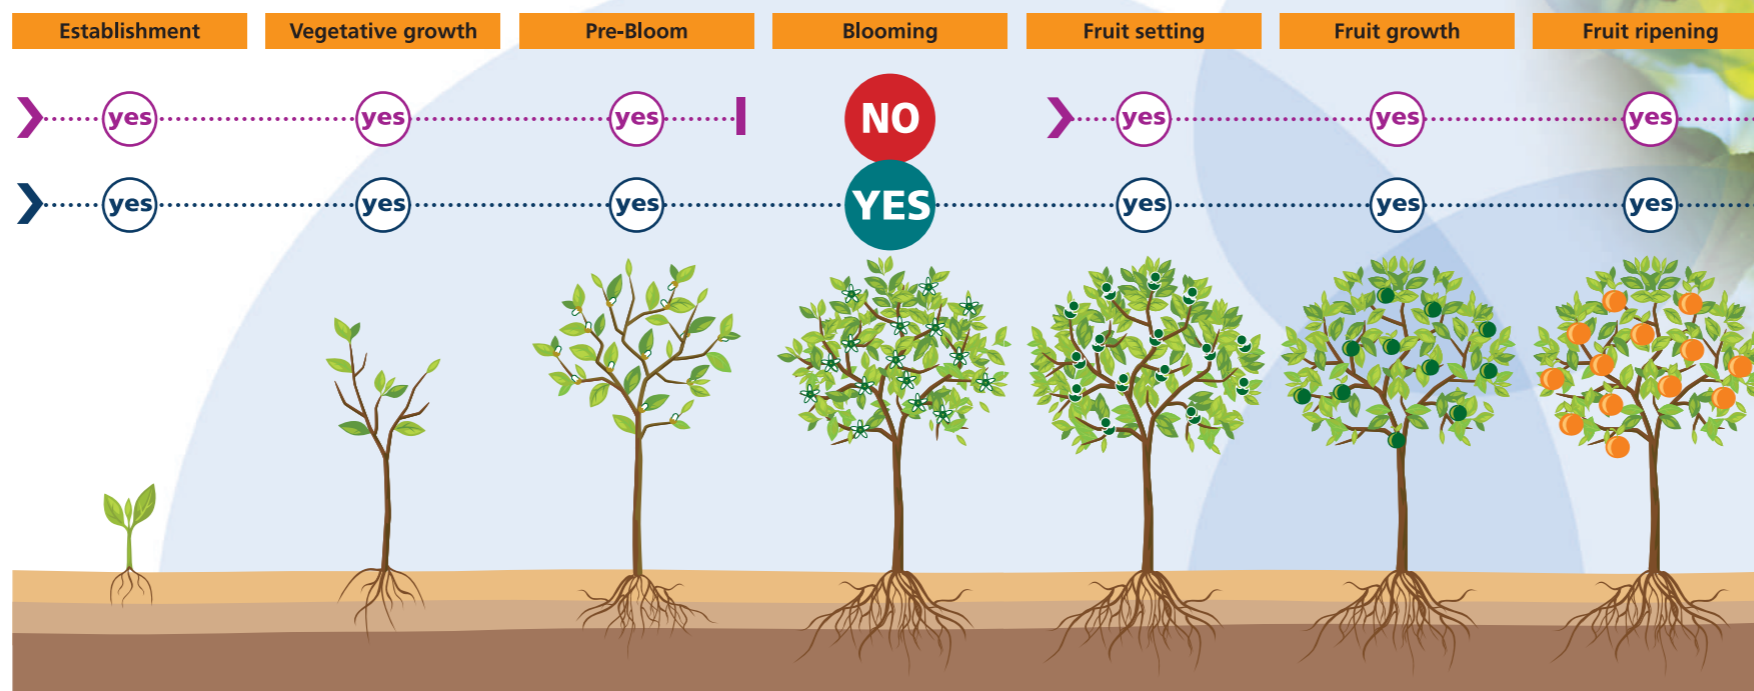 Establishment Vegetative growth Pre-Bloom Blooming Fruit setting Fruit growth Fruit ripening
yes yes yes NO yes yes yes
yes yes yes YES yes yes yes